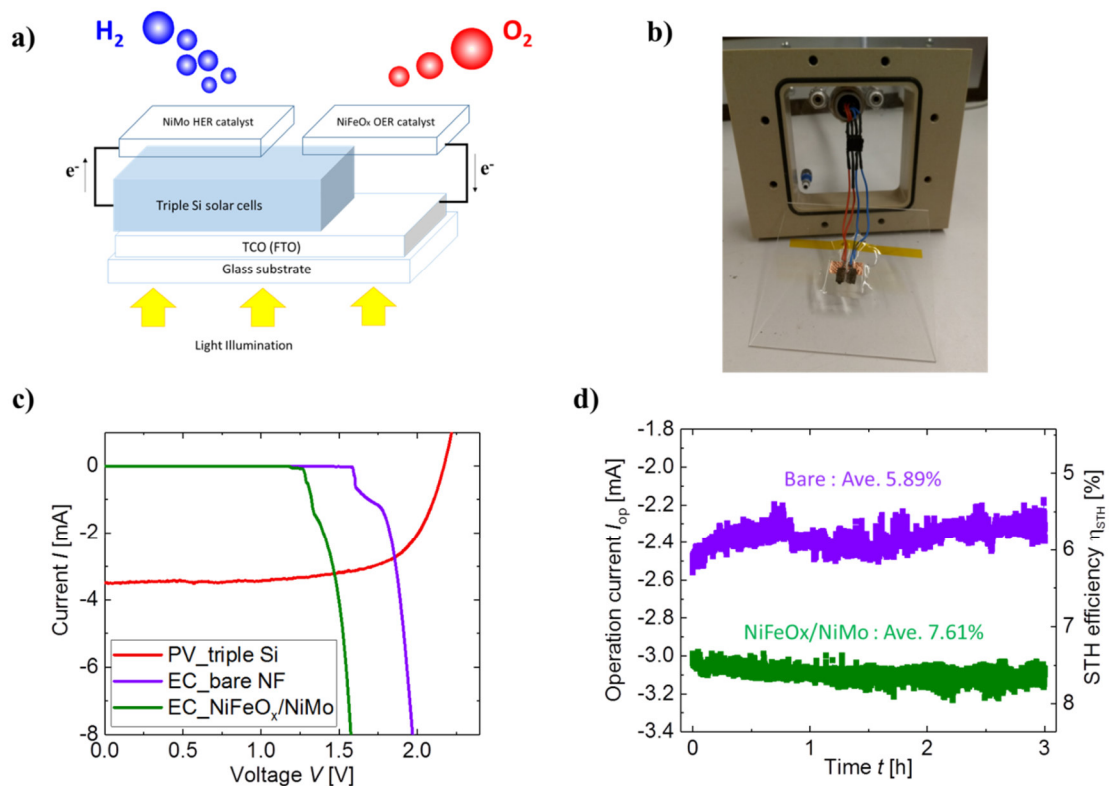 a)
H₂
O₂
NiMo HER catalyst
NiFeOx OER catalyst
e⁻
e⁻
Triple Si solar cells
TCO (FTO)
Glass substrate
Light Illumination
b)
c)
0
-2
-4
-6
-8
Current I [mA]
PV_triple Si
EC_bare NF
EC_NiFeOₓ/NiMo
0.0 0.5 1.0 1.5 2.0
Voltage V [V]
d)
-1.8
-2.0
-2.2
-2.4
-2.6
-2.8
-3.0
-3.2
-3.4
Operation current I_op [mA]
Bare : Ave. 5.89%
NiFeOx/NiMo : Ave. 7.61%
5
6
7
8
STH efficiency η_STH [%]
0 1 2 3
Time t [h]